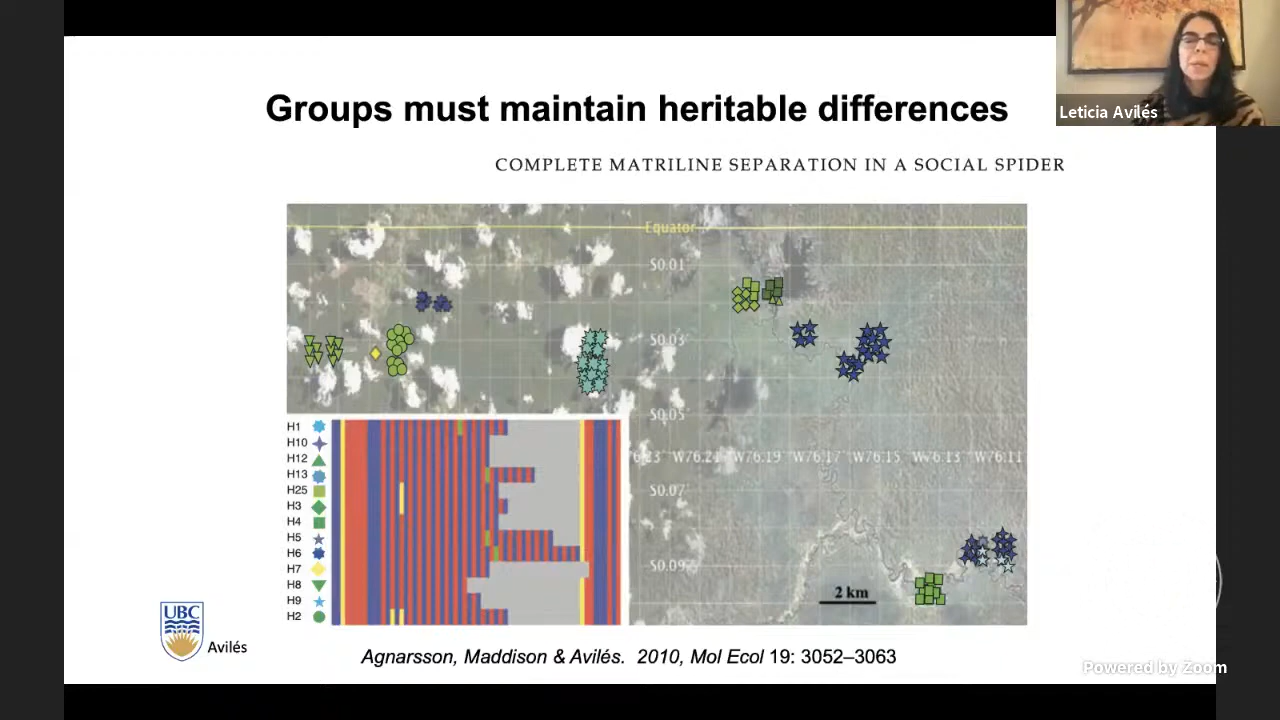 Groups must maintain heritable differences
Leticia Avilés
COMPLETE MATRILINE SEPARATION IN A SOCIAL SPIDER
Equator
S0.01
S0.03
S0.05
W76.21 W76.19 W76.17 W76.15 W76.13 W76.11
S0.07
S0.09
2 km
H1
H10
H12
H13
H25
H3
H4
H5
H6
H7
H8
H9
H2
UBC
Avilés
Agnarsson, Maddison & Avilés. 2010, Mol Ecol 19: 3052–3063
Powered by Zoom